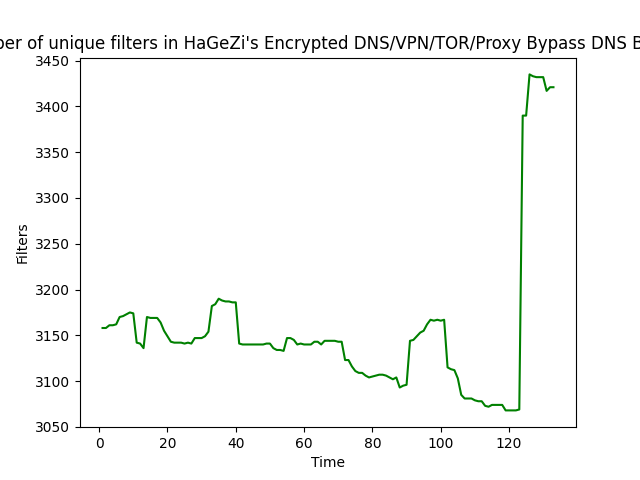 ber of unique filters in HaGeZi's Encrypted DNS/VPN/TOR/Proxy Bypass DNS B
3450
3400
3350
3300
3250
3200
3150
3100
3050
Filters
0 20 40 60 80 100 120
Time